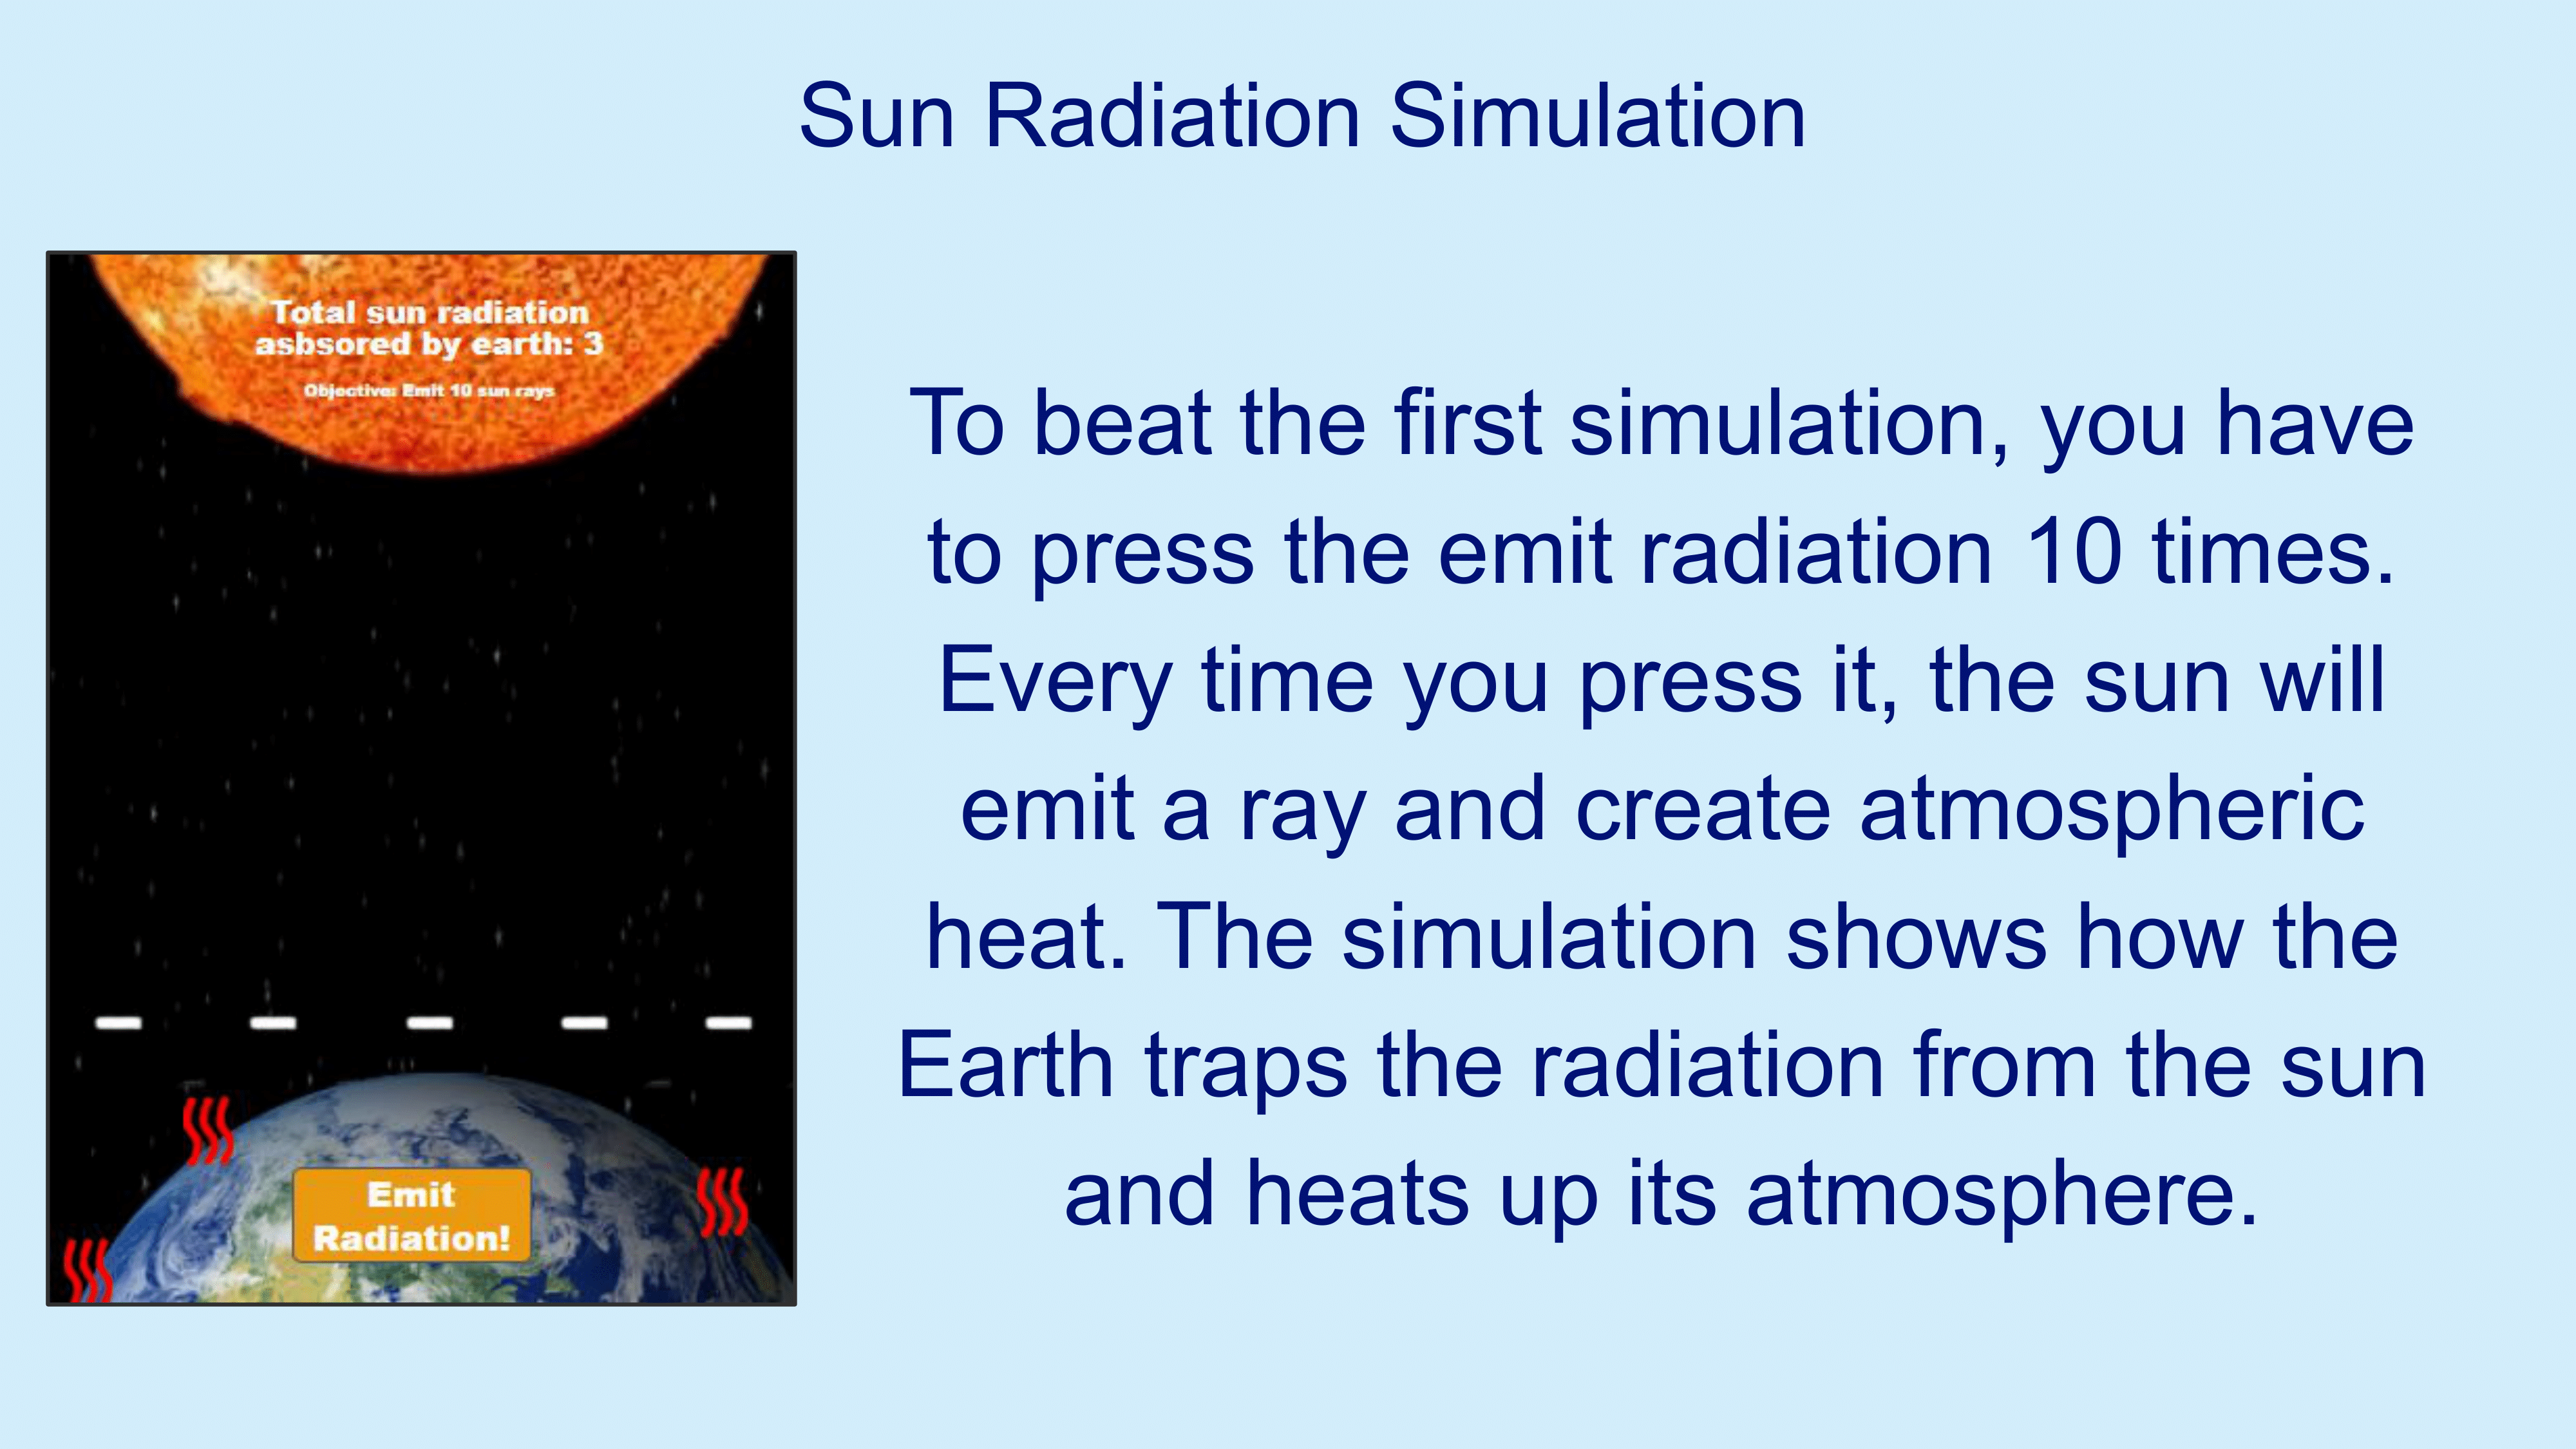 Sun Radiation Simulation
Total sun radiation
asbsored by earth: 3
Objective: Emit 10 sun rays
Emit
Radiation!
To beat the first simulation, you have
to press the emit radiation 10 times.
Every time you press it, the sun will
emit a ray and create atmospheric
heat. The simulation shows how the
Earth traps the radiation from the sun
and heats up its atmosphere.